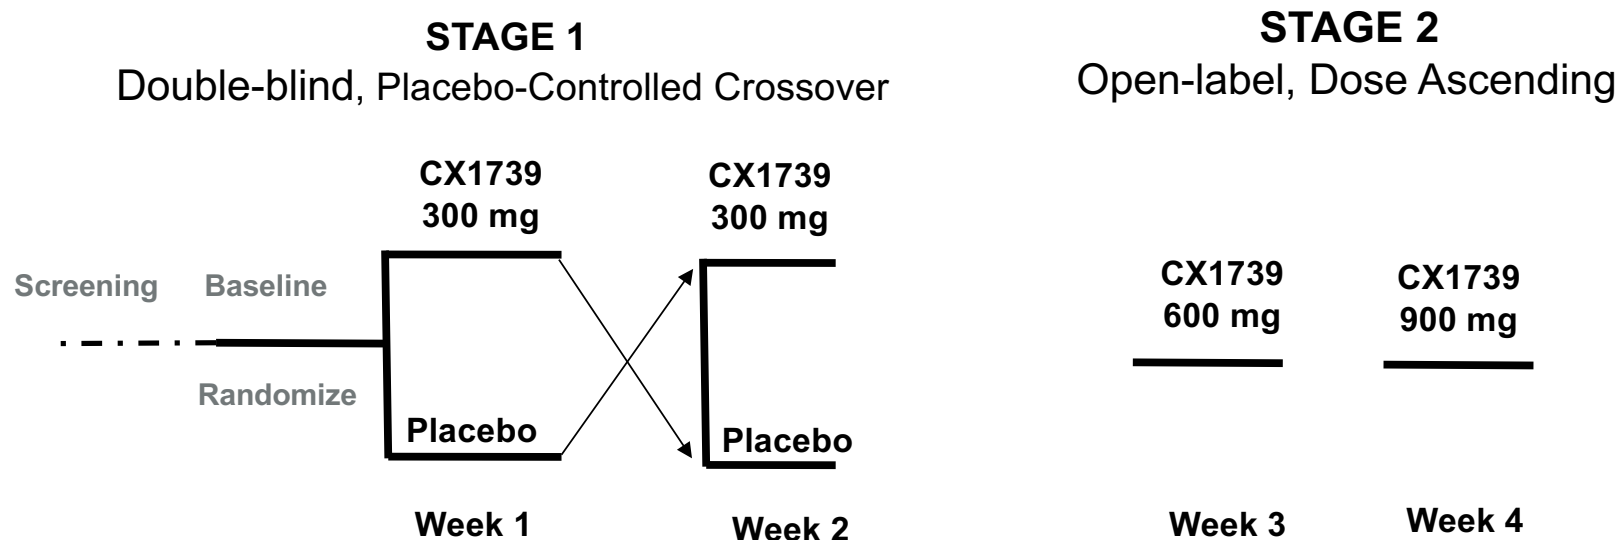 STAGE 1
Double-blind, Placebo-Controlled Crossover
STAGE 2
Open-label, Dose Ascending
CX1739
300 mg
CX1739
300 mg
CX1739
600 mg
CX1739
900 mg
Screening
Baseline
Randomize
Placebo
Placebo
Week 1
Week 2
Week 3
Week 4